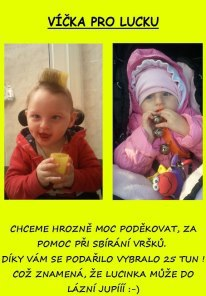 VÍČKA PRO LUCKU
CHCEME HROZNĚ MOC PODĚKOVAT, ZA
POMOC PŘI SBÍRÁNÍ VRŠKŮ.
DÍKY VÁM SE PODAŘILO VYBRALO 25 TUN !
COŽ ZNAMENÁ, ŽE LUCINKA MŮŽE DO
LÁZNÍ JUPÍÍÍ :-)